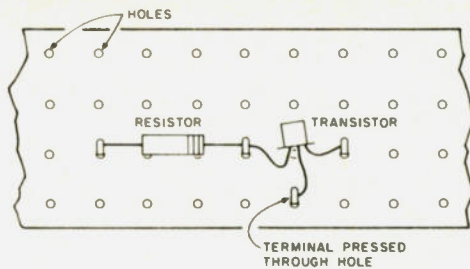 HOLES
RESISTOR
TRANSISTOR
TERMINAL PRESSED
THROUGH HOLE